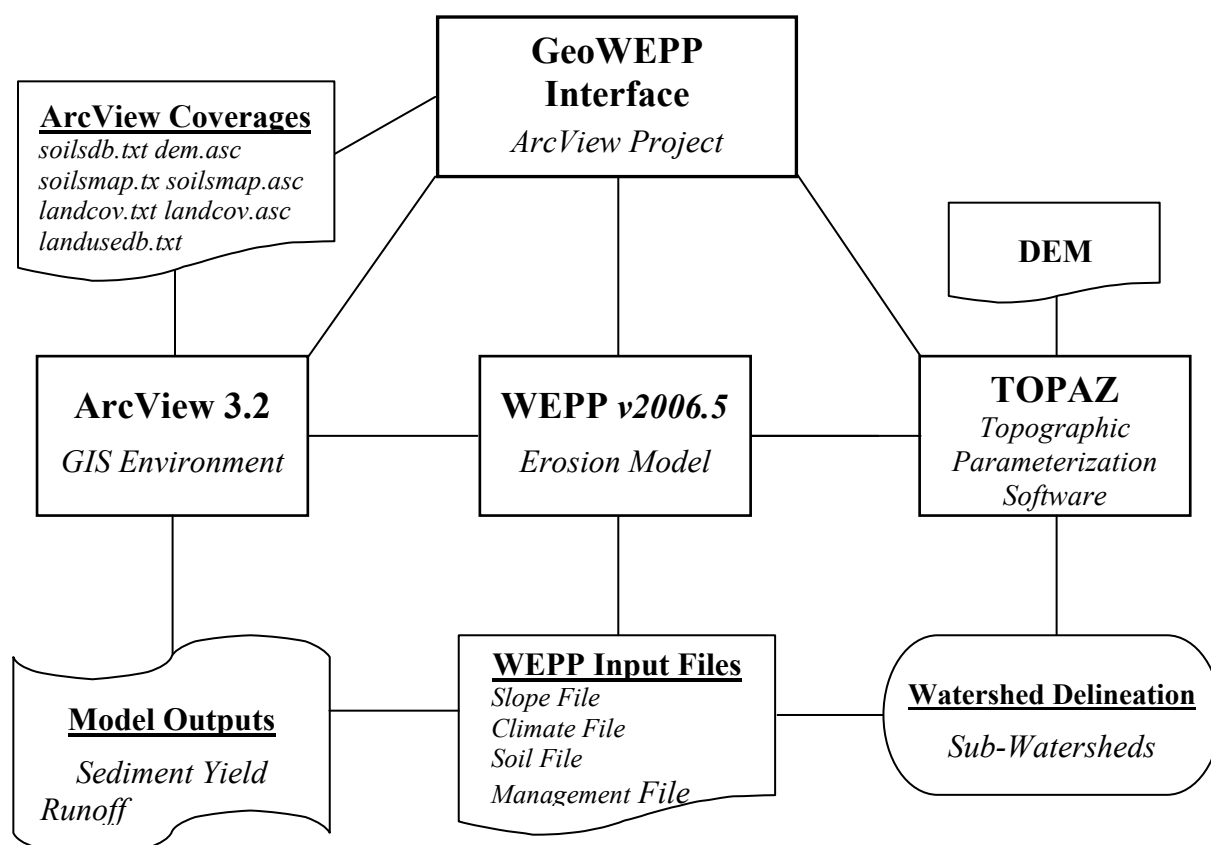 GeoWEPP
Interface
ArcView Project
ArcView Coverages
soilsdb.txt dem.asc
soilsmap.tx soilsmap.asc
landcov.txt landcov.asc
landusedb.txt
DEM
ArcView 3.2
GIS Environment
WEPP v2006.5
Erosion Model
TOPAZ
Topographic
Parameterization
Software
Model Outputs
Sediment Yield
Runoff
WEPP Input Files
Slope File
Climate File
Soil File
Management File
Watershed Delineation
Sub-Watersheds